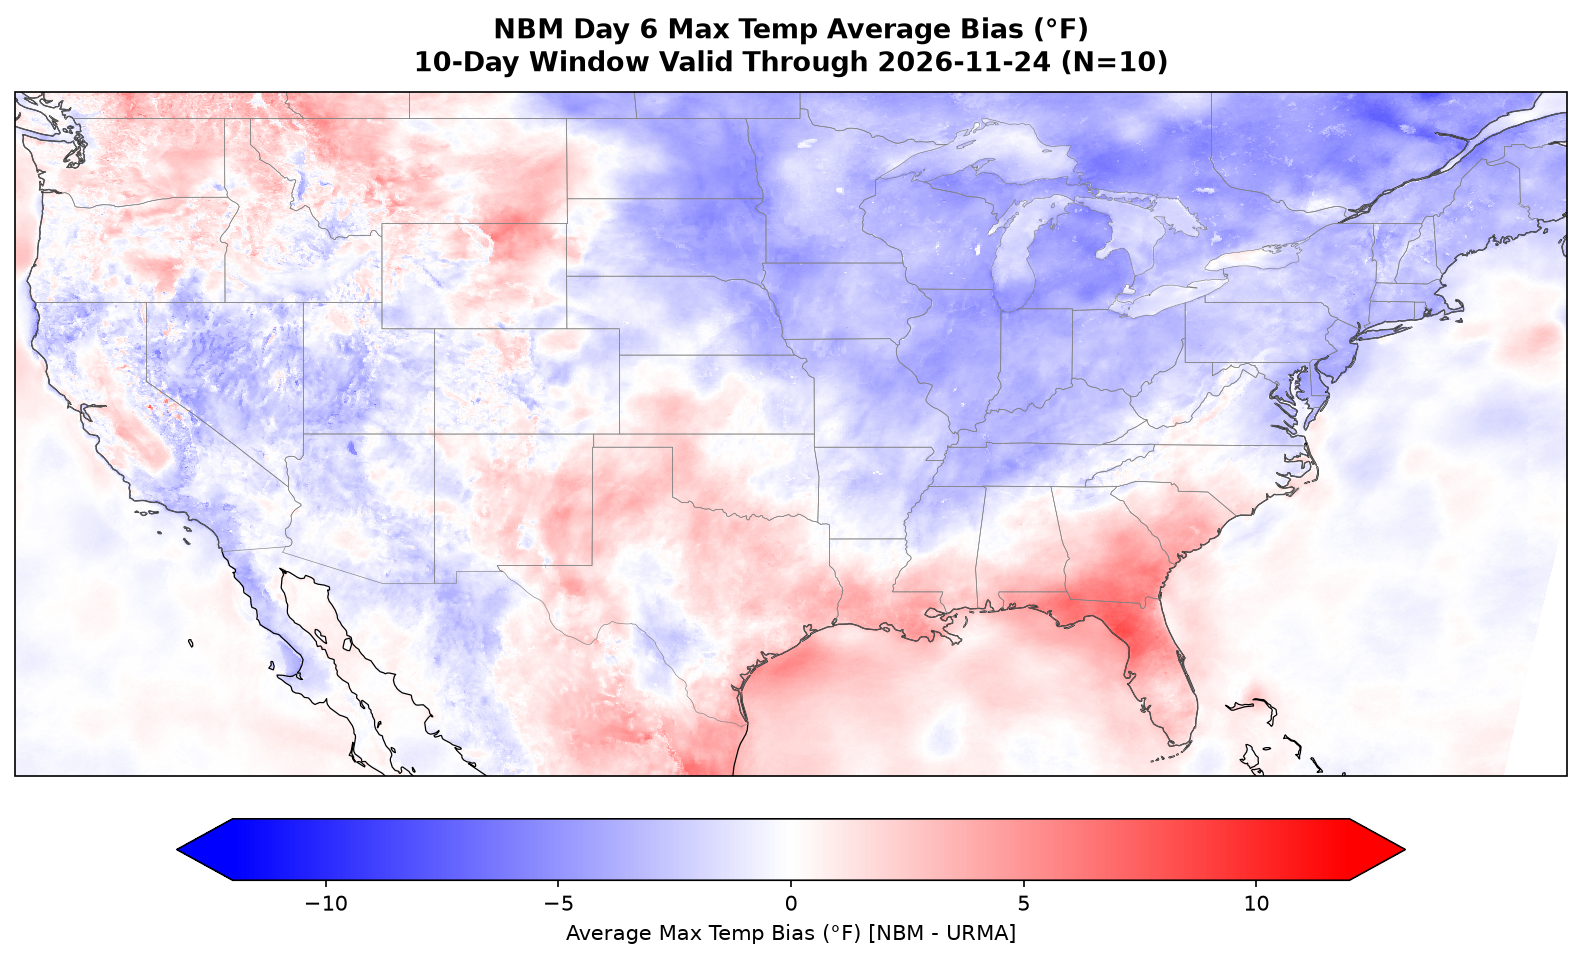 NBM Day 6 Max Temp Average Bias (°F)
10-Day Window Valid Through 2026-11-24 (N=10)
−10 −5 0 5 10
Average Max Temp Bias (°F) [NBM - URMA]